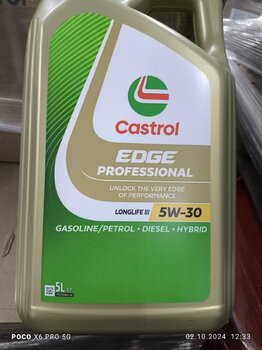 Castrol
EDGE
PROFESSIONAL
UNLOCK THE VERY EDGE
OF PERFORMANCE
LONGLIFE III 5W-30
GASOLINE/PETROL • DIESEL • HYBRID
5L
POCO X6 PRO 5G
02.10.2024 12:33